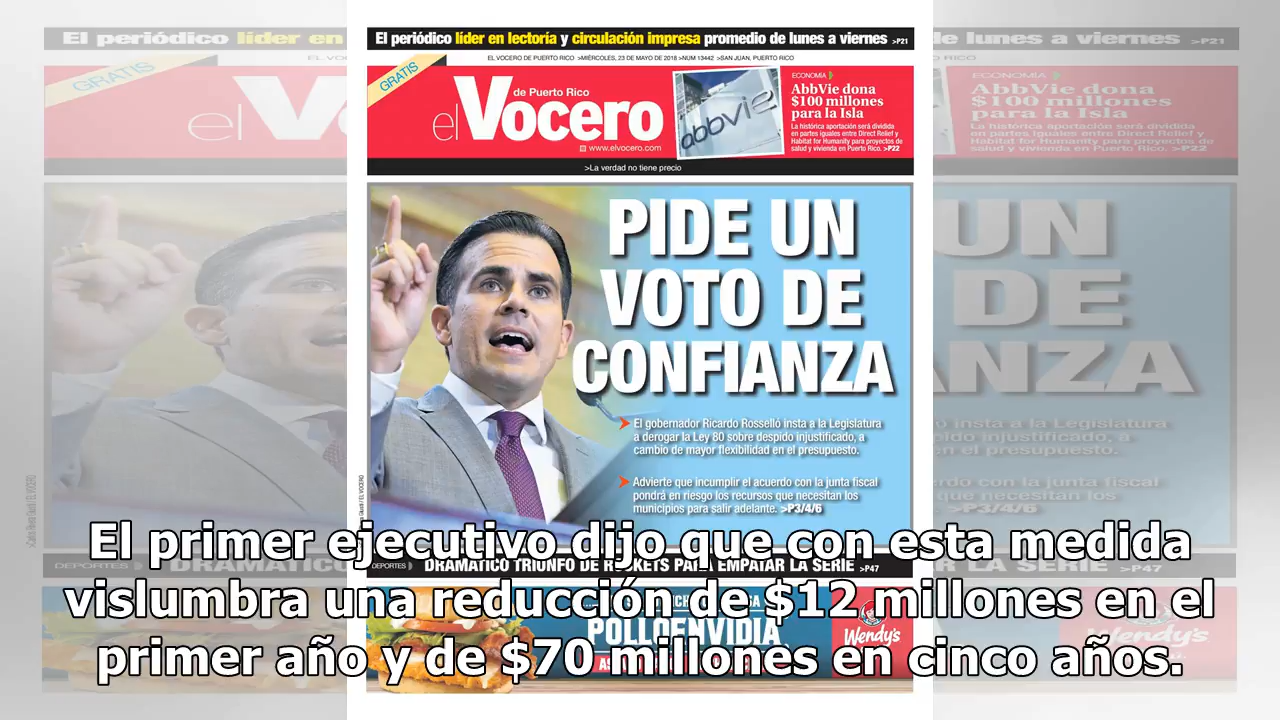 El periódico líder en lectoría y circulación impresa promedio de lunes a viernes >P21
EL VOCERO DE PUERTO RICO >MIÉRCOLES, 23 DE MAYO DE 2018 >NUM 13442 >SAN JUAN, PUERTO RICO
GRATIS
el Vocero
de Puerto Rico
www.elvocero.com
abbvie
ECONOMÍA
AbbVie dona
$100 millones
para la Isla
La histórica aportación será dividida
en partes iguales entre Direct Relief y
Habitat for Humanity para proyectos de
salud y vivienda en Puerto Rico. >P22
>La verdad no tiene precio
PIDE UN
VOTO DE
CONFIANZA
El gobernador Ricardo Rosselló insta a la Legislatura
a derogar la Ley 80 sobre despido injustificado, a
cambio de mayor flexibilidad en el presupuesto.
Advierte que incumplir el acuerdo con la junta fiscal
pondrá en riesgo los recursos que necesitan los
municipios para salir adelante. >P3/4/6
El primer ejecutivo dijo que con esta medida
vislumbra una reducción de $12 millones en el
primer año y de $70 millones en cinco años.
DEPORTES DRAMÁTICO TRIUNFO DE ROCKETS PARA EMPATAR LA SERIE >P47
POLLOENVIDIA
Wendy's